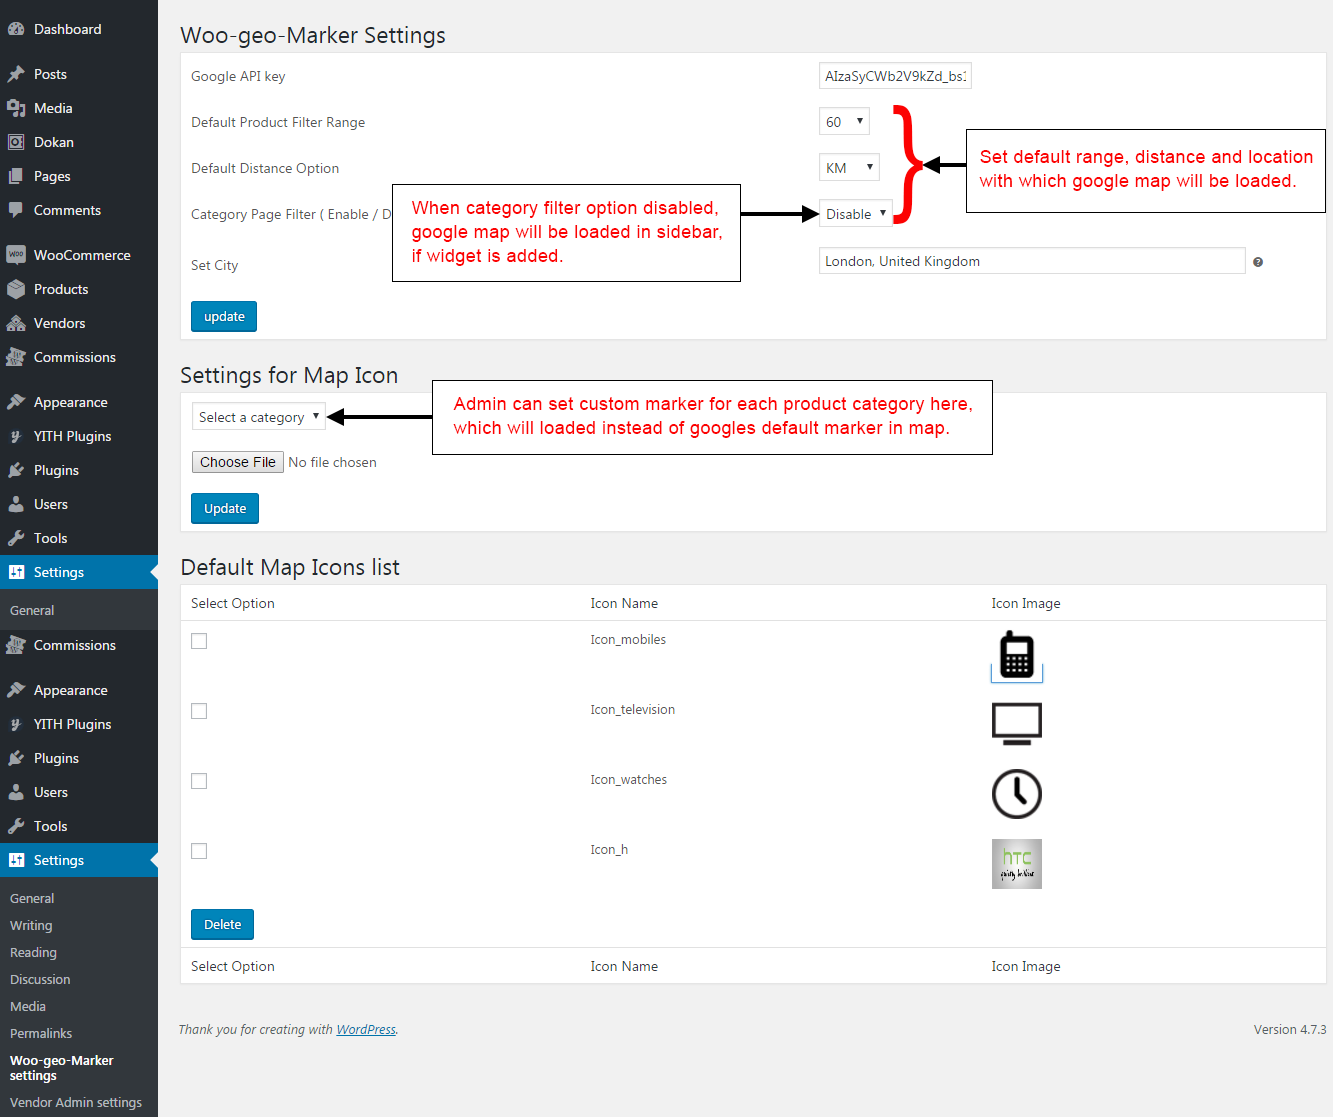 Dashboard
Posts
Media
Dokan
Pages
Comments
WooCommerce
Products
Vendors
Commissions
Appearance
YITH Plugins
Plugins
Users
Tools
Settings
General
Commissions
Appearance
YITH Plugins
Plugins
Users
Tools
Settings
General
Writing
Reading
Discussion
Media
Permalinks
Woo-geo-Marker
settings
Vendor Admin settings
Woo-geo-Marker Settings
Google API key
AIzaSyCWb2V9kZd_bs1
Default Product Filter Range
60
Default Distance Option
KM
Set default range, distance and location
with which google map will be loaded.
Category Page Filter ( Enable / D
Disable
When category filter option disabled,
google map will be loaded in sidebar,
if widget is added.
Set City
London, United Kingdom
update
Settings for Map Icon
Select a category
Admin can set custom marker for each product category here,
which will loaded instead of googles default marker in map.
Choose File No file chosen
Update
Default Map Icons list
Select Option Icon Name Icon Image
Icon_mobiles
Icon_television
Icon_watches
Icon_h
hTC
Delete
Select Option Icon Name Icon Image
Thank you for creating with WordPress.
Version 4.7.3